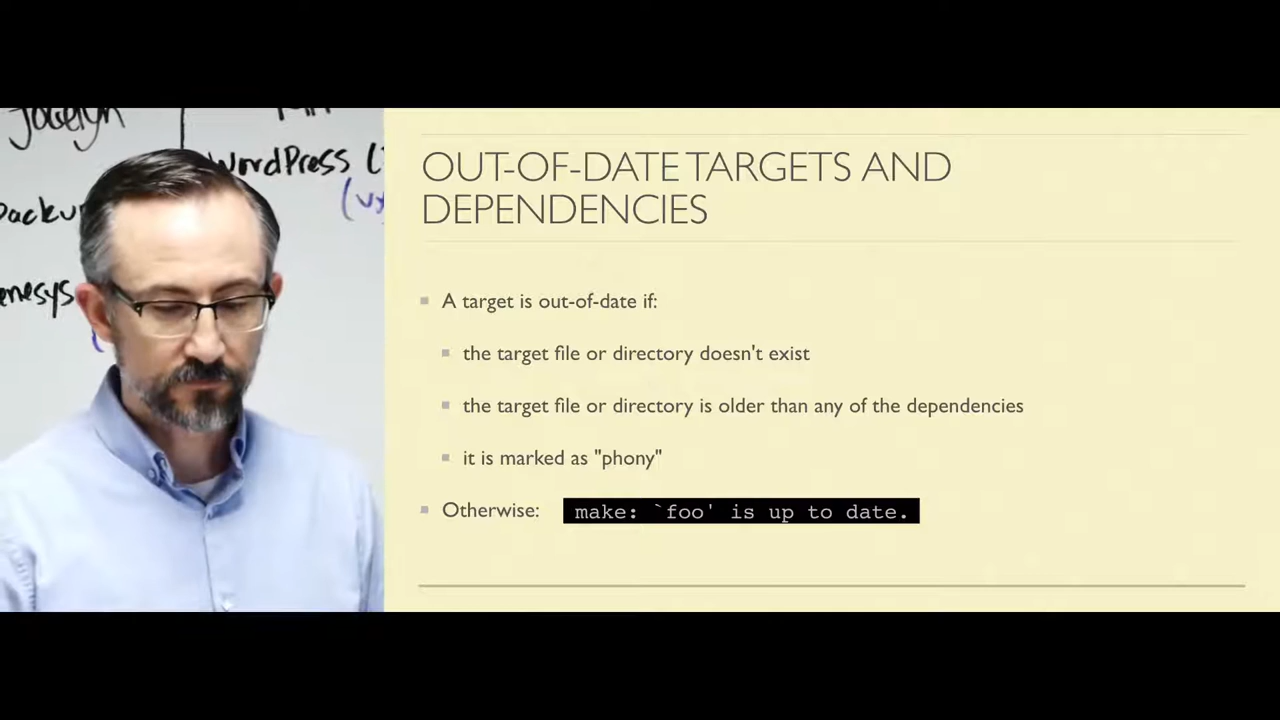 Jocelyn
WordPress
OUT-OF-DATE TARGETS AND
DEPENDENCIES
A target is out-of-date if:
the target file or directory doesn't exist
the target file or directory is older than any of the dependencies
it is marked as "phony"
Otherwise:
make: `foo' is up to date.